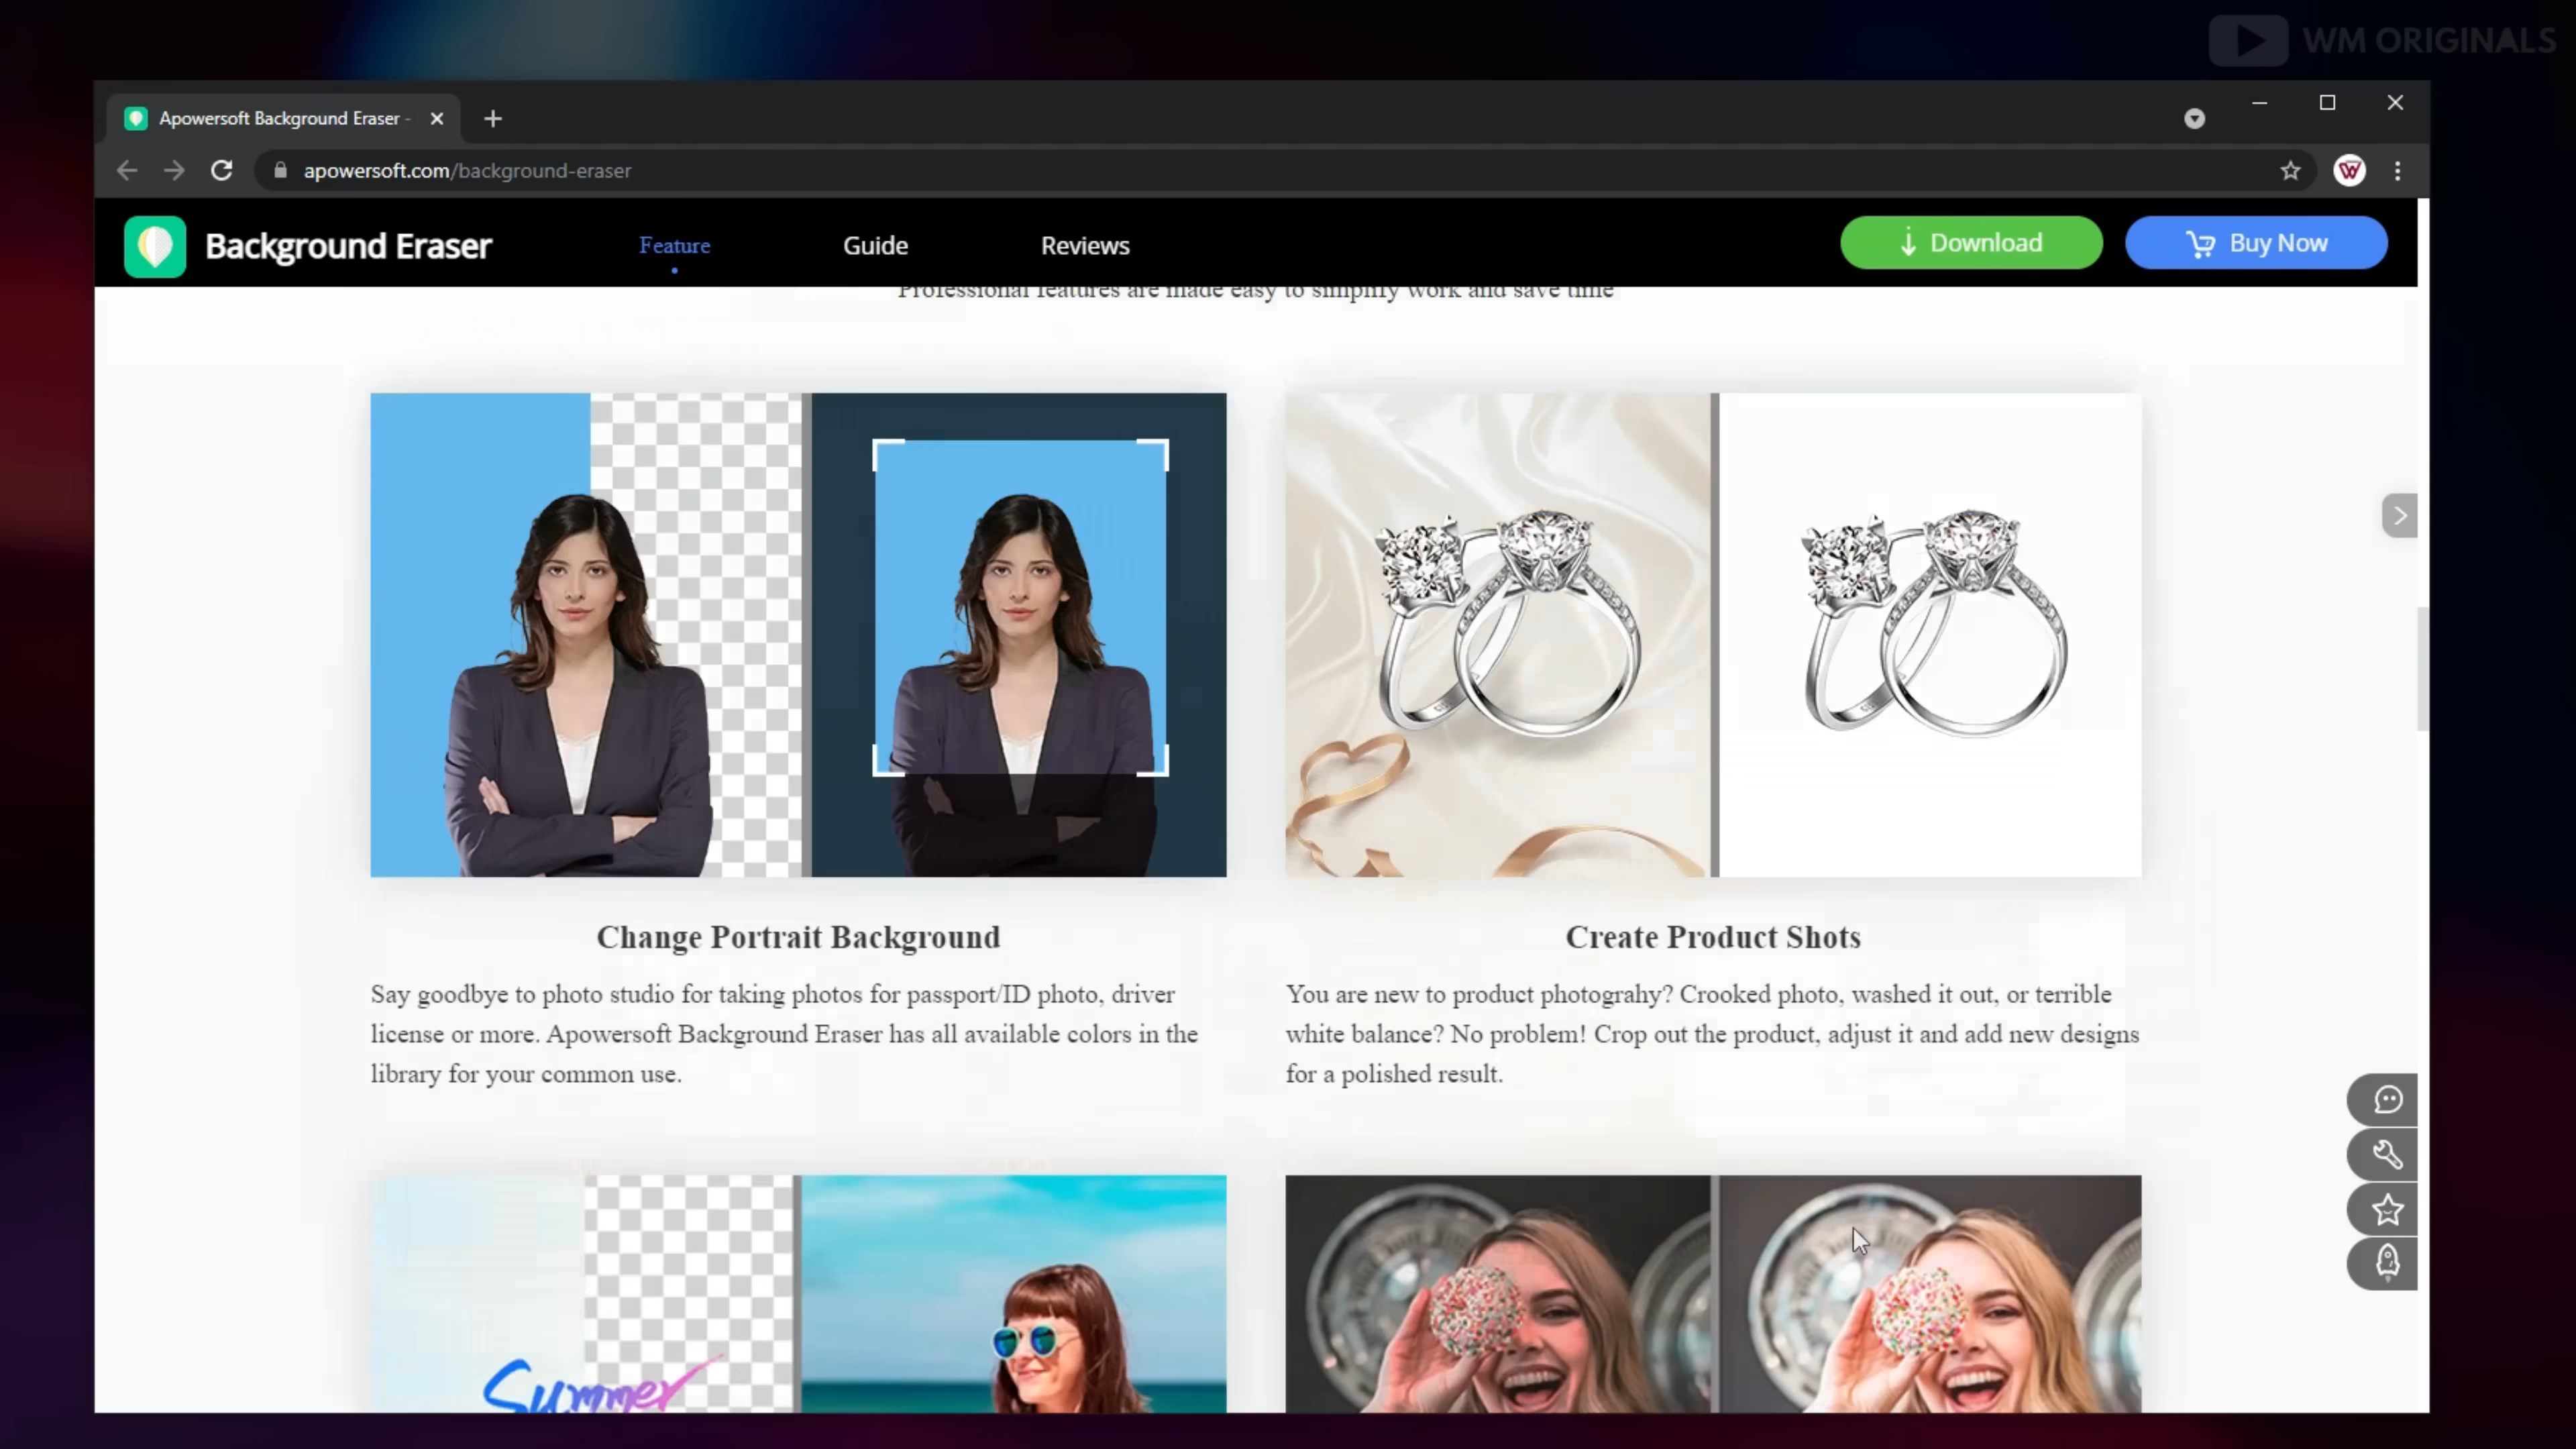 WM ORIGINALS
Apowersoft Background Eraser -
apowersoft.com/background-eraser
Background Eraser
Feature
Guide
Reviews
Download
Buy Now
Professional features are made easy to simplify work and save time
Change Portrait Background
Say goodbye to photo studio for taking photos for passport/ID photo, driver
license or more. Apowersoft Background Eraser has all available colors in the
library for your common use.
Create Product Shots
You are new to product photograhy? Crooked photo, washed it out, or terrible
white balance? No problem! Crop out the product, adjust it and add new designs
for a polished result.
Summer